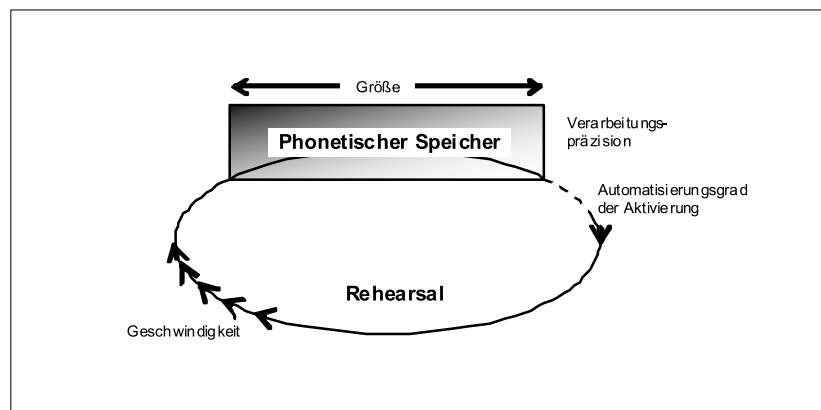 Größe
Phonetischer Speicher
Verarbeitungs-
präzision
Automatisierungsgrad
der Aktivierung
Rehearsal
Geschwindigkeit